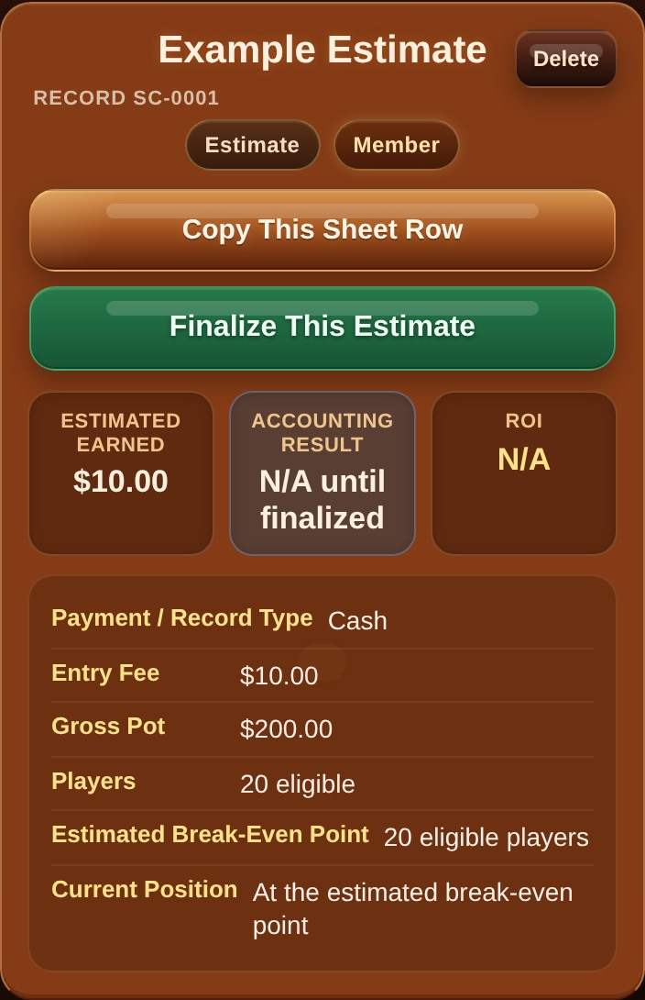 Example Estimate
Delete
RECORD SC-0001
Estimate
Member
Copy This Sheet Row
Finalize This Estimate
ESTIMATED
EARNED
$10.00
ACCOUNTING
RESULT
N/A until
finalized
ROI
N/A
Payment / Record Type Cash
Entry Fee $10.00
Gross Pot $200.00
Players 20 eligible
Estimated Break-Even Point 20 eligible players
Current Position At the estimated break-even
point